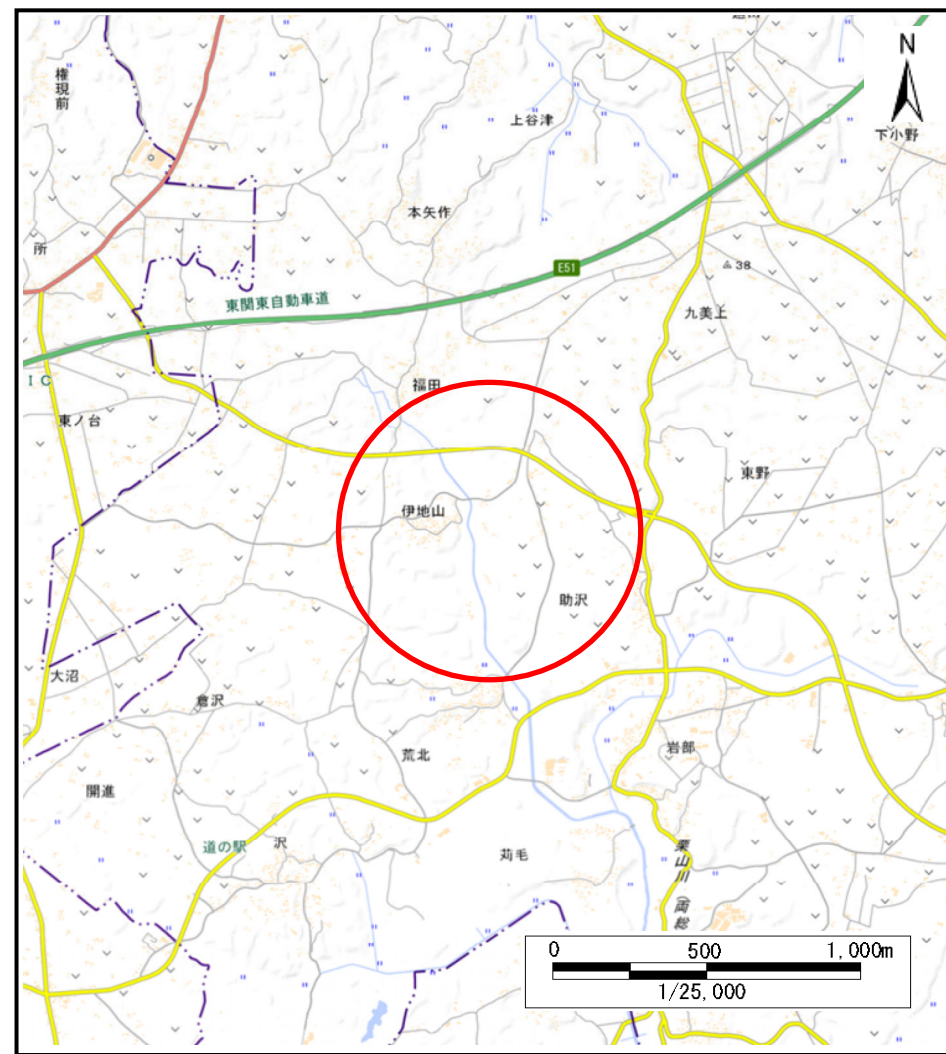 N
権現前
上谷津
下小野
本矢作
所
38
E51
東関東自動車道
九美上
IC
福田
東ノ台
東野
伊地山
助沢
大沼
倉沢
荒北
岩部
開進
道の駅
沢
苅毛
栗山川(両総
0 500 1,000m
1/25,000